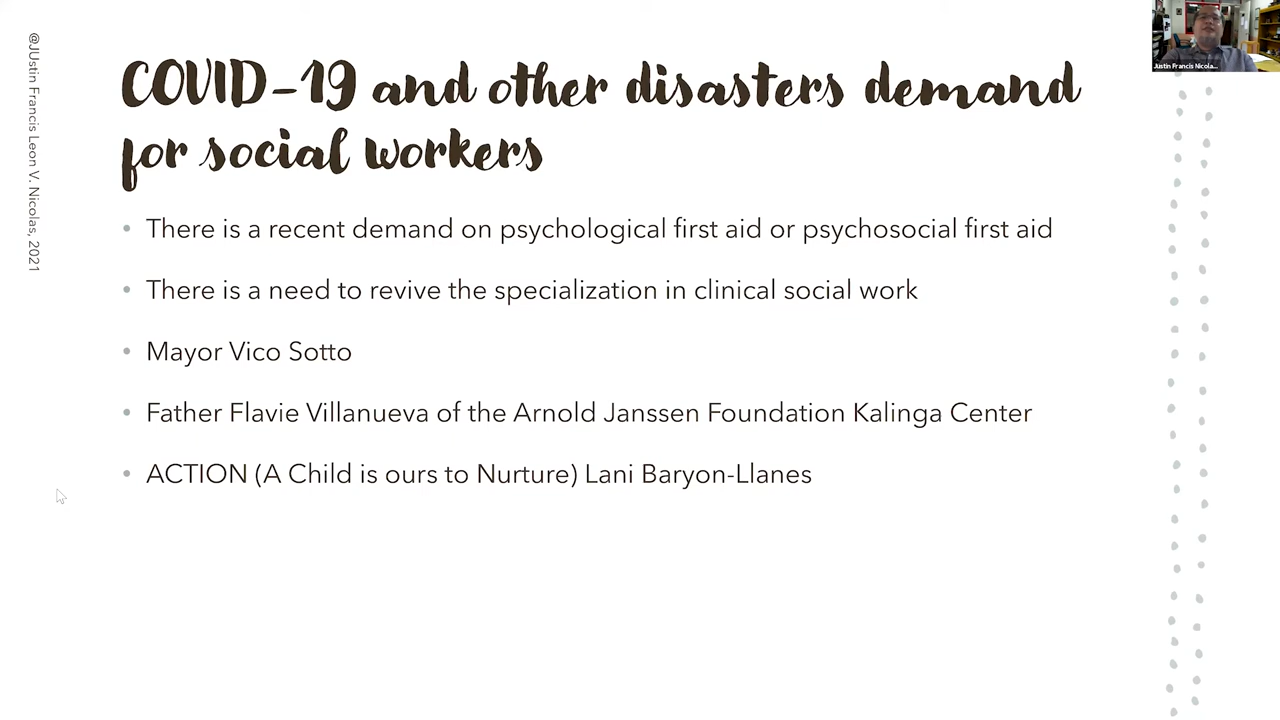 @JUstin Francis Leon V. Nicolas, 2021
COVID-19 and other disasters demand
for social workers
• There is a recent demand on psychological first aid or psychosocial first aid
• There is a need to revive the specialization in clinical social work
• Mayor Vico Sotto
• Father Flavie Villanueva of the Arnold Janssen Foundation Kalinga Center
• ACTION (A Child is ours to Nurture) Lani Baryon-Llanes
Justin Francis Nicola...